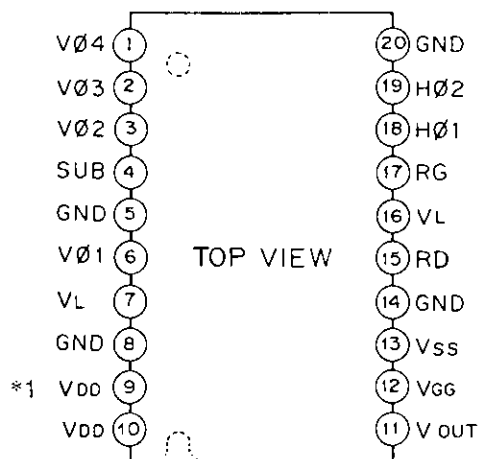 VØ4 1 20 GND
VØ3 2 19 HØ2
VØ2 3 18 HØ1
SUB 4 17 RG
GND 5 16 VL
VØ1 6 TOP VIEW 15 RD
VL 7 14 GND
GND 8 13 VSS
*1 VDD 9 12 VGG
VDD 10 11 VOUT